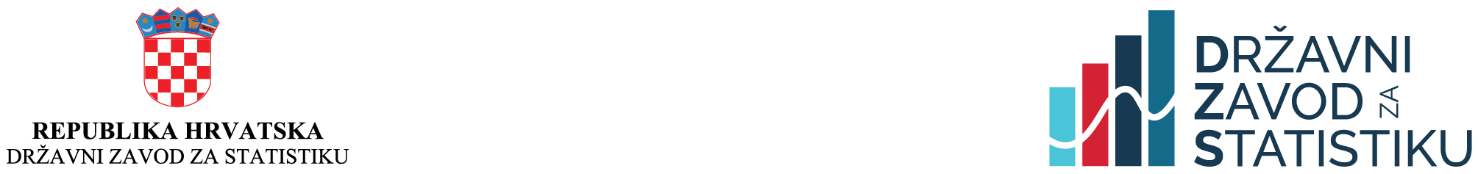 REPUBLIKA HRVATSKA
DRŽAVNI ZAVOD ZA STATISTIKU
DRŽAVNI
ZAVOD ZA
STATISTIKU